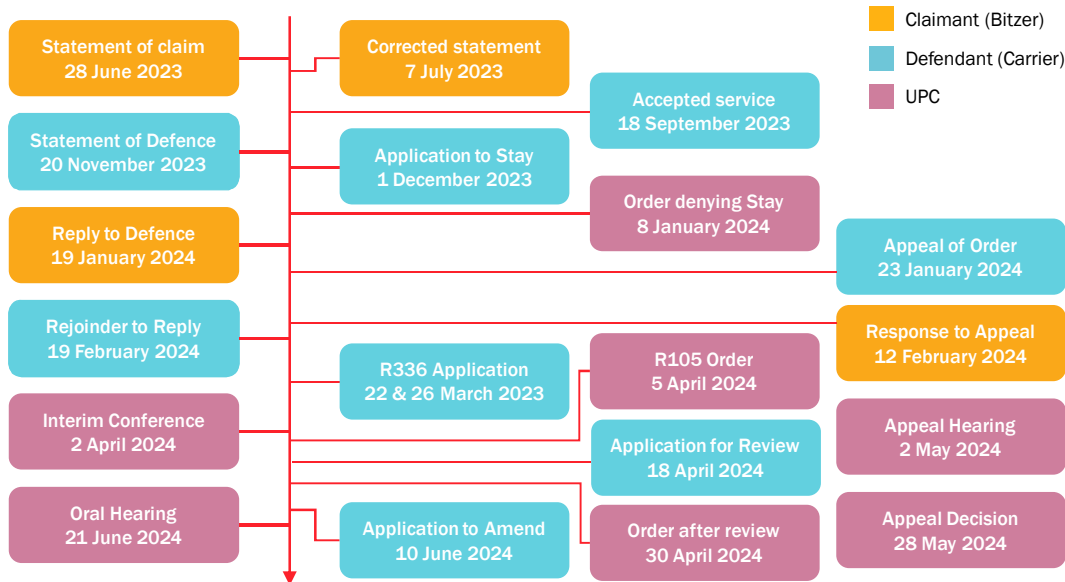 Claimant (Bitzer)
Defendant (Carrier)
UPC
Statement of claim
28 June 2023
Corrected statement
7 July 2023
Accepted service
18 September 2023
Statement of Defence
20 November 2023
Application to Stay
1 December 2023
Order denying Stay
8 January 2024
Reply to Defence
19 January 2024
Appeal of Order
23 January 2024
Response to Appeal
12 February 2024
Rejoinder to Reply
19 February 2024
R336 Application
22 & 26 March 2023
R105 Order
5 April 2024
Interim Conference
2 April 2024
Appeal Hearing
2 May 2024
Application for Review
18 April 2024
Oral Hearing
21 June 2024
Application to Amend
10 June 2024
Order after review
30 April 2024
Appeal Decision
28 May 2024